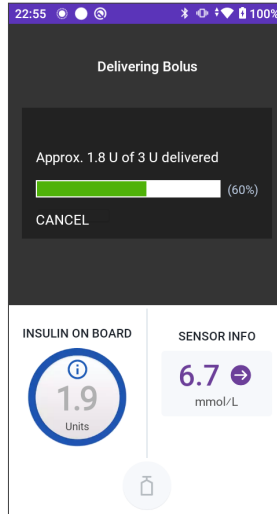 22:55 100%
Delivering Bolus
Approx. 1.8 U of 3 U delivered
(60%)
CANCEL
INSULIN ON BOARD
1.9
Units
SENSOR INFO
6.7
mmol/L